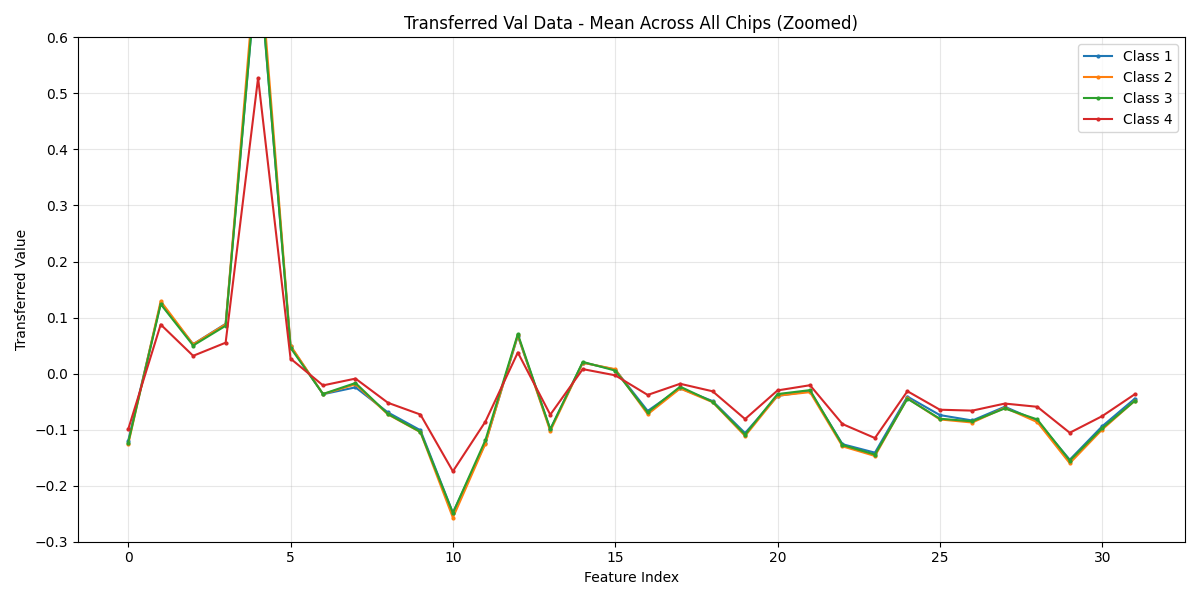 Transferred Val Data - Mean Across All Chips (Zoomed)
Class 1
Class 2
Class 3
Class 4
Transferred Value
0.6
0.5
0.4
0.3
0.2
0.1
0.0
−0.1
−0.2
−0.3
0 5 10 15 20 25 30
Feature Index